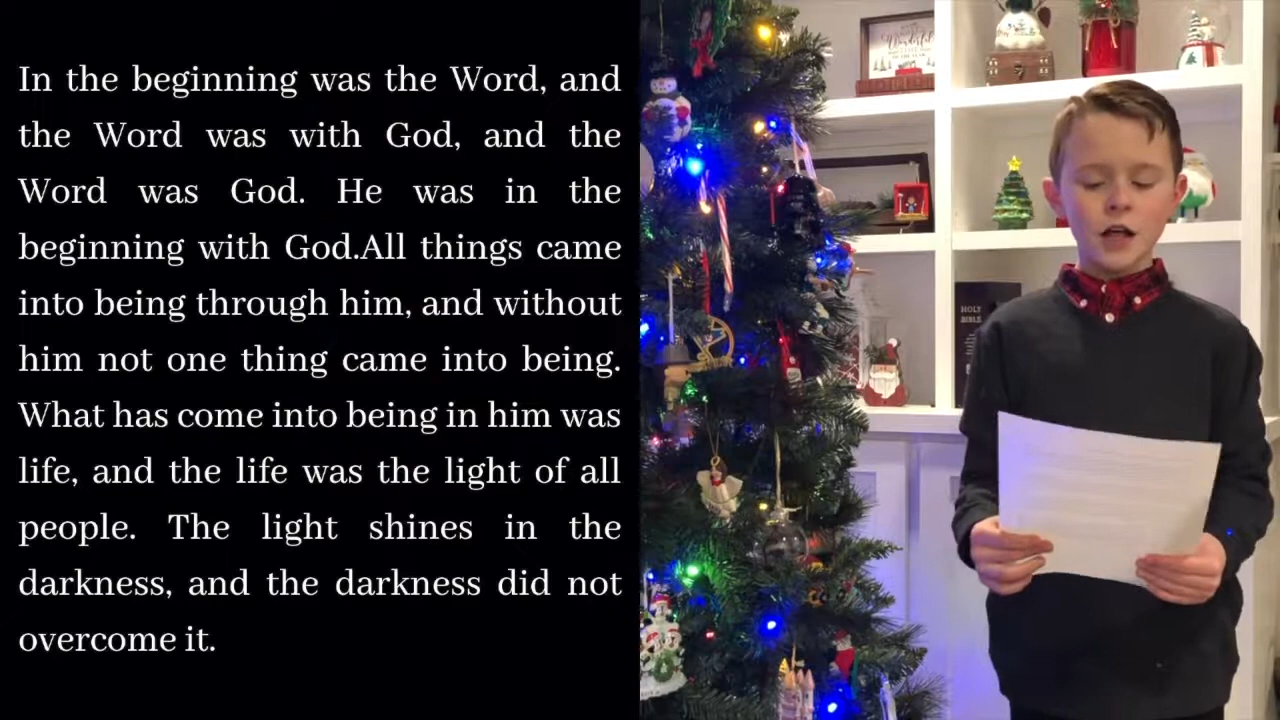 In the beginning was the Word, and
the Word was with God, and the
Word was God. He was in the
beginning with God.All things came
into being through him, and without
him not one thing came into being.
What has come into being in him was
life, and the life was the light of all
people. The light shines in the
darkness, and the darkness did not
overcome it.
Wonderful
HOLY
BIBLE